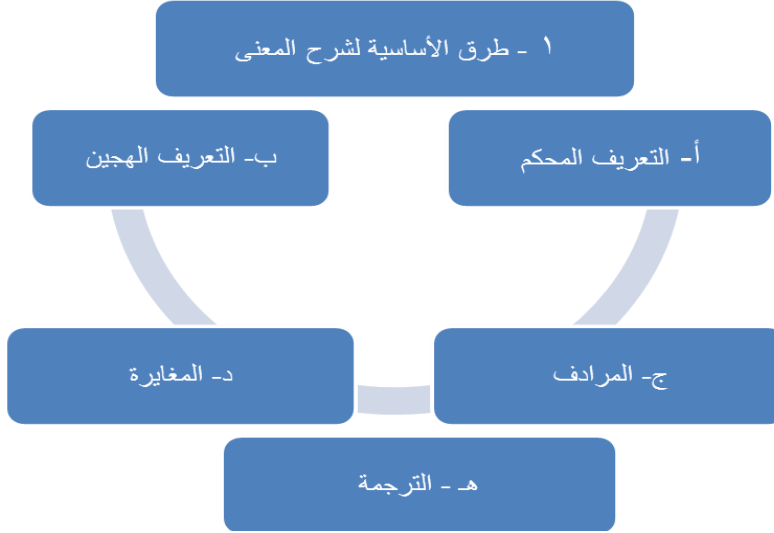 ١ - طرق الأساسية لشرح المعنى
أ- التعريف المحكم
ب- التعريف الهجين
ج- المرادف
د- المغايرة
هـ - الترجمة